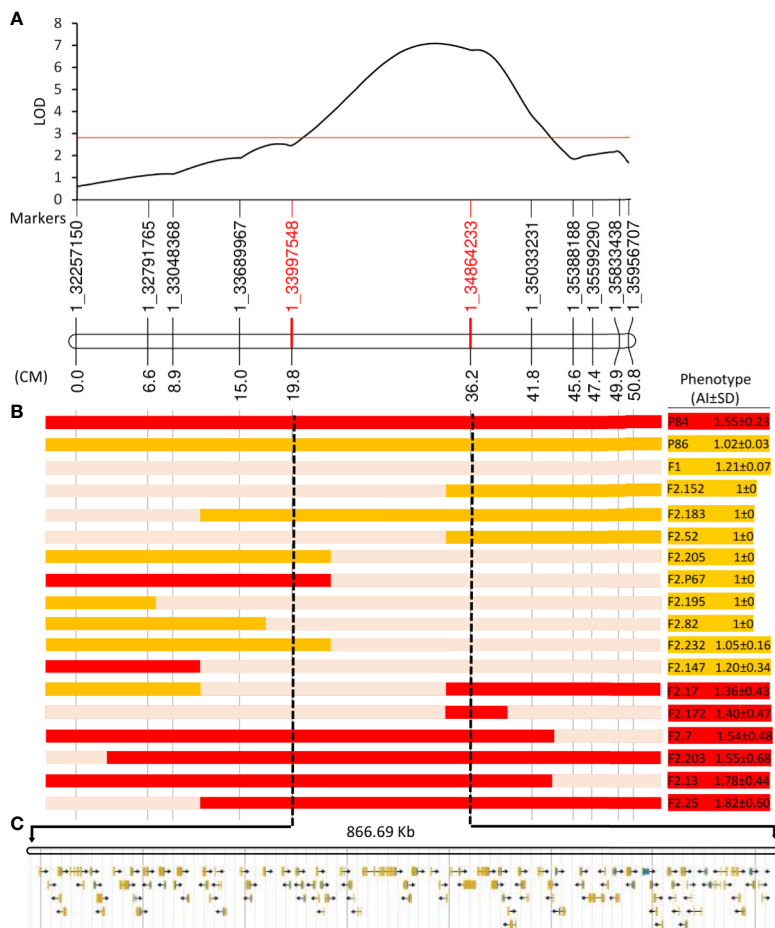 A
8
7
6
5
4
3
2
1
0
LOD
Markers
1_32257150
1_32791765
1_33048368
1_33689967
1_33997548
1_34864233
1_35033231
1_35388188
1_35599290
1_35833438
1_35956707
(CM)
0.0
6.6
8.9
15.0
19.8
36.2
41.8
45.6
47.4
49.9
50.8
Phenotype
(AI±SD)
B
P84 1.55±0.23
P86 1.02±0.03
F1 1.21±0.07
F2.152 1±0
F2.183 1±0
F2.52 1±0
F2.205 1±0
F2.P67 1±0
F2.195 1±0
F2.82 1±0
F2.232 1.05±0.16
F2.147 1.20±0.34
F2.17 1.36±0.43
F2.172 1.40±0.47
F2.7 1.54±0.48
F2.203 1.55±0.68
F2.13 1.78±0.44
F2.25 1.82±0.60
C
866.69 Kb